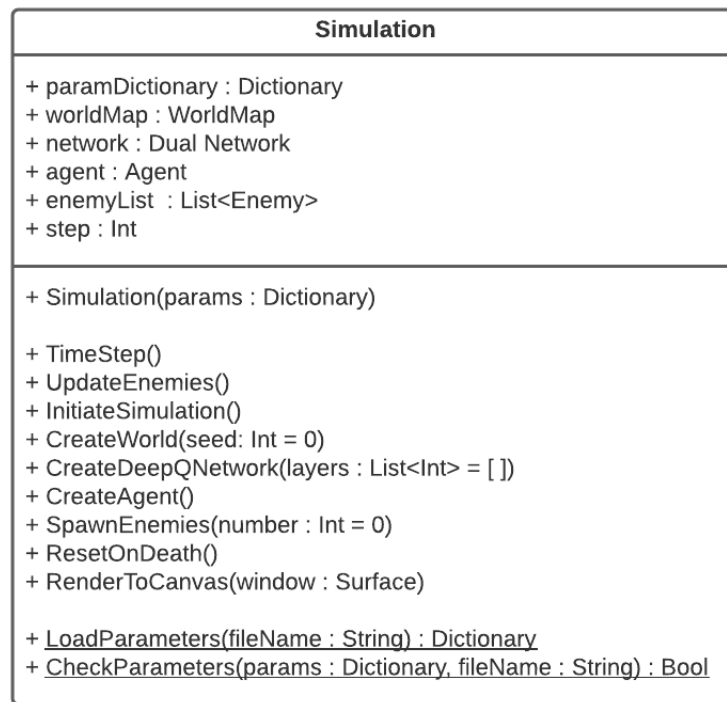 Simulation
+ paramDictionary : Dictionary
+ worldMap : WorldMap
+ network : Dual Network
+ agent : Agent
+ enemyList : List<Enemy>
+ step : Int
+ Simulation(params : Dictionary)
+ TimeStep()
+ UpdateEnemies()
+ InitiateSimulation()
+ CreateWorld(seed: Int = 0)
+ CreateDeepQNetwork(layers : List<Int> = [ ])
+ CreateAgent()
+ SpawnEnemies(number : Int = 0)
+ ResetOnDeath()
+ RenderToCanvas(window : Surface)
+ LoadParameters(fileName : String) : Dictionary
+ CheckParameters(params : Dictionary, fileName : String) : Bool